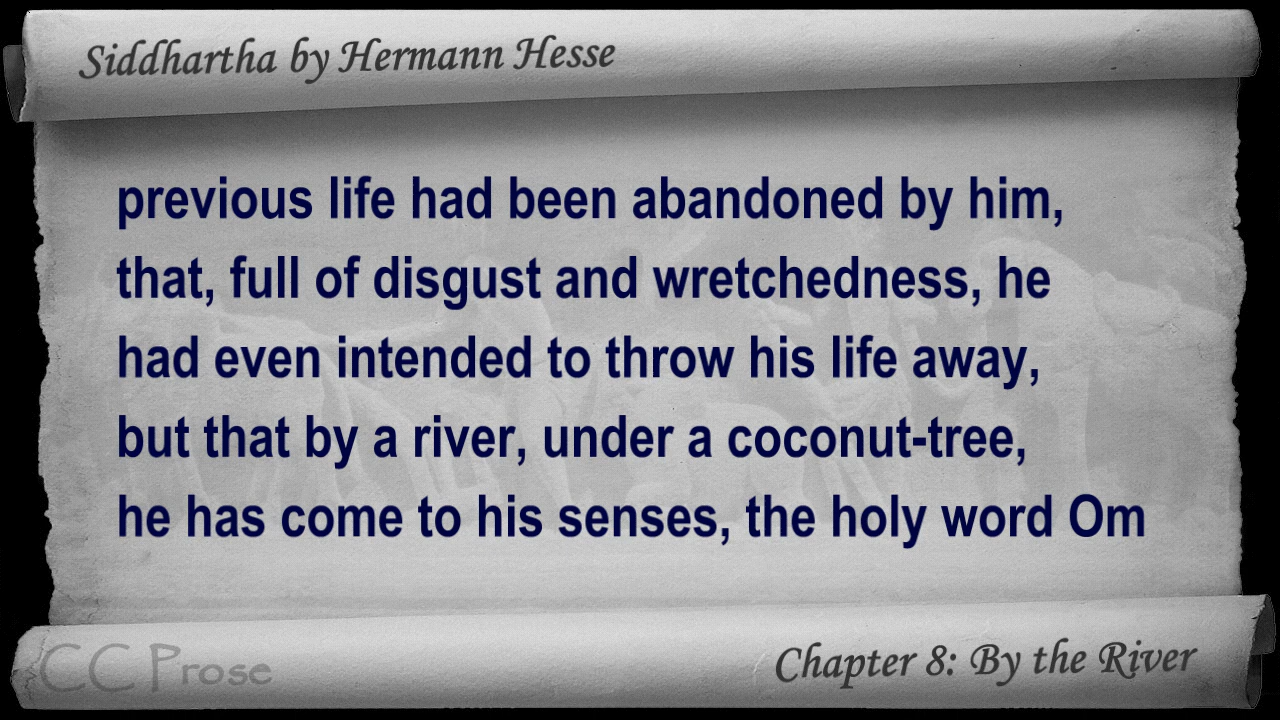 Siddhartha by Hermann Hesse
previous life had been abandoned by him,
that, full of disgust and wretchedness, he
had even intended to throw his life away,
but that by a river, under a coconut-tree,
he has come to his senses, the holy word Om
CC Prose
Chapter 8: By the River